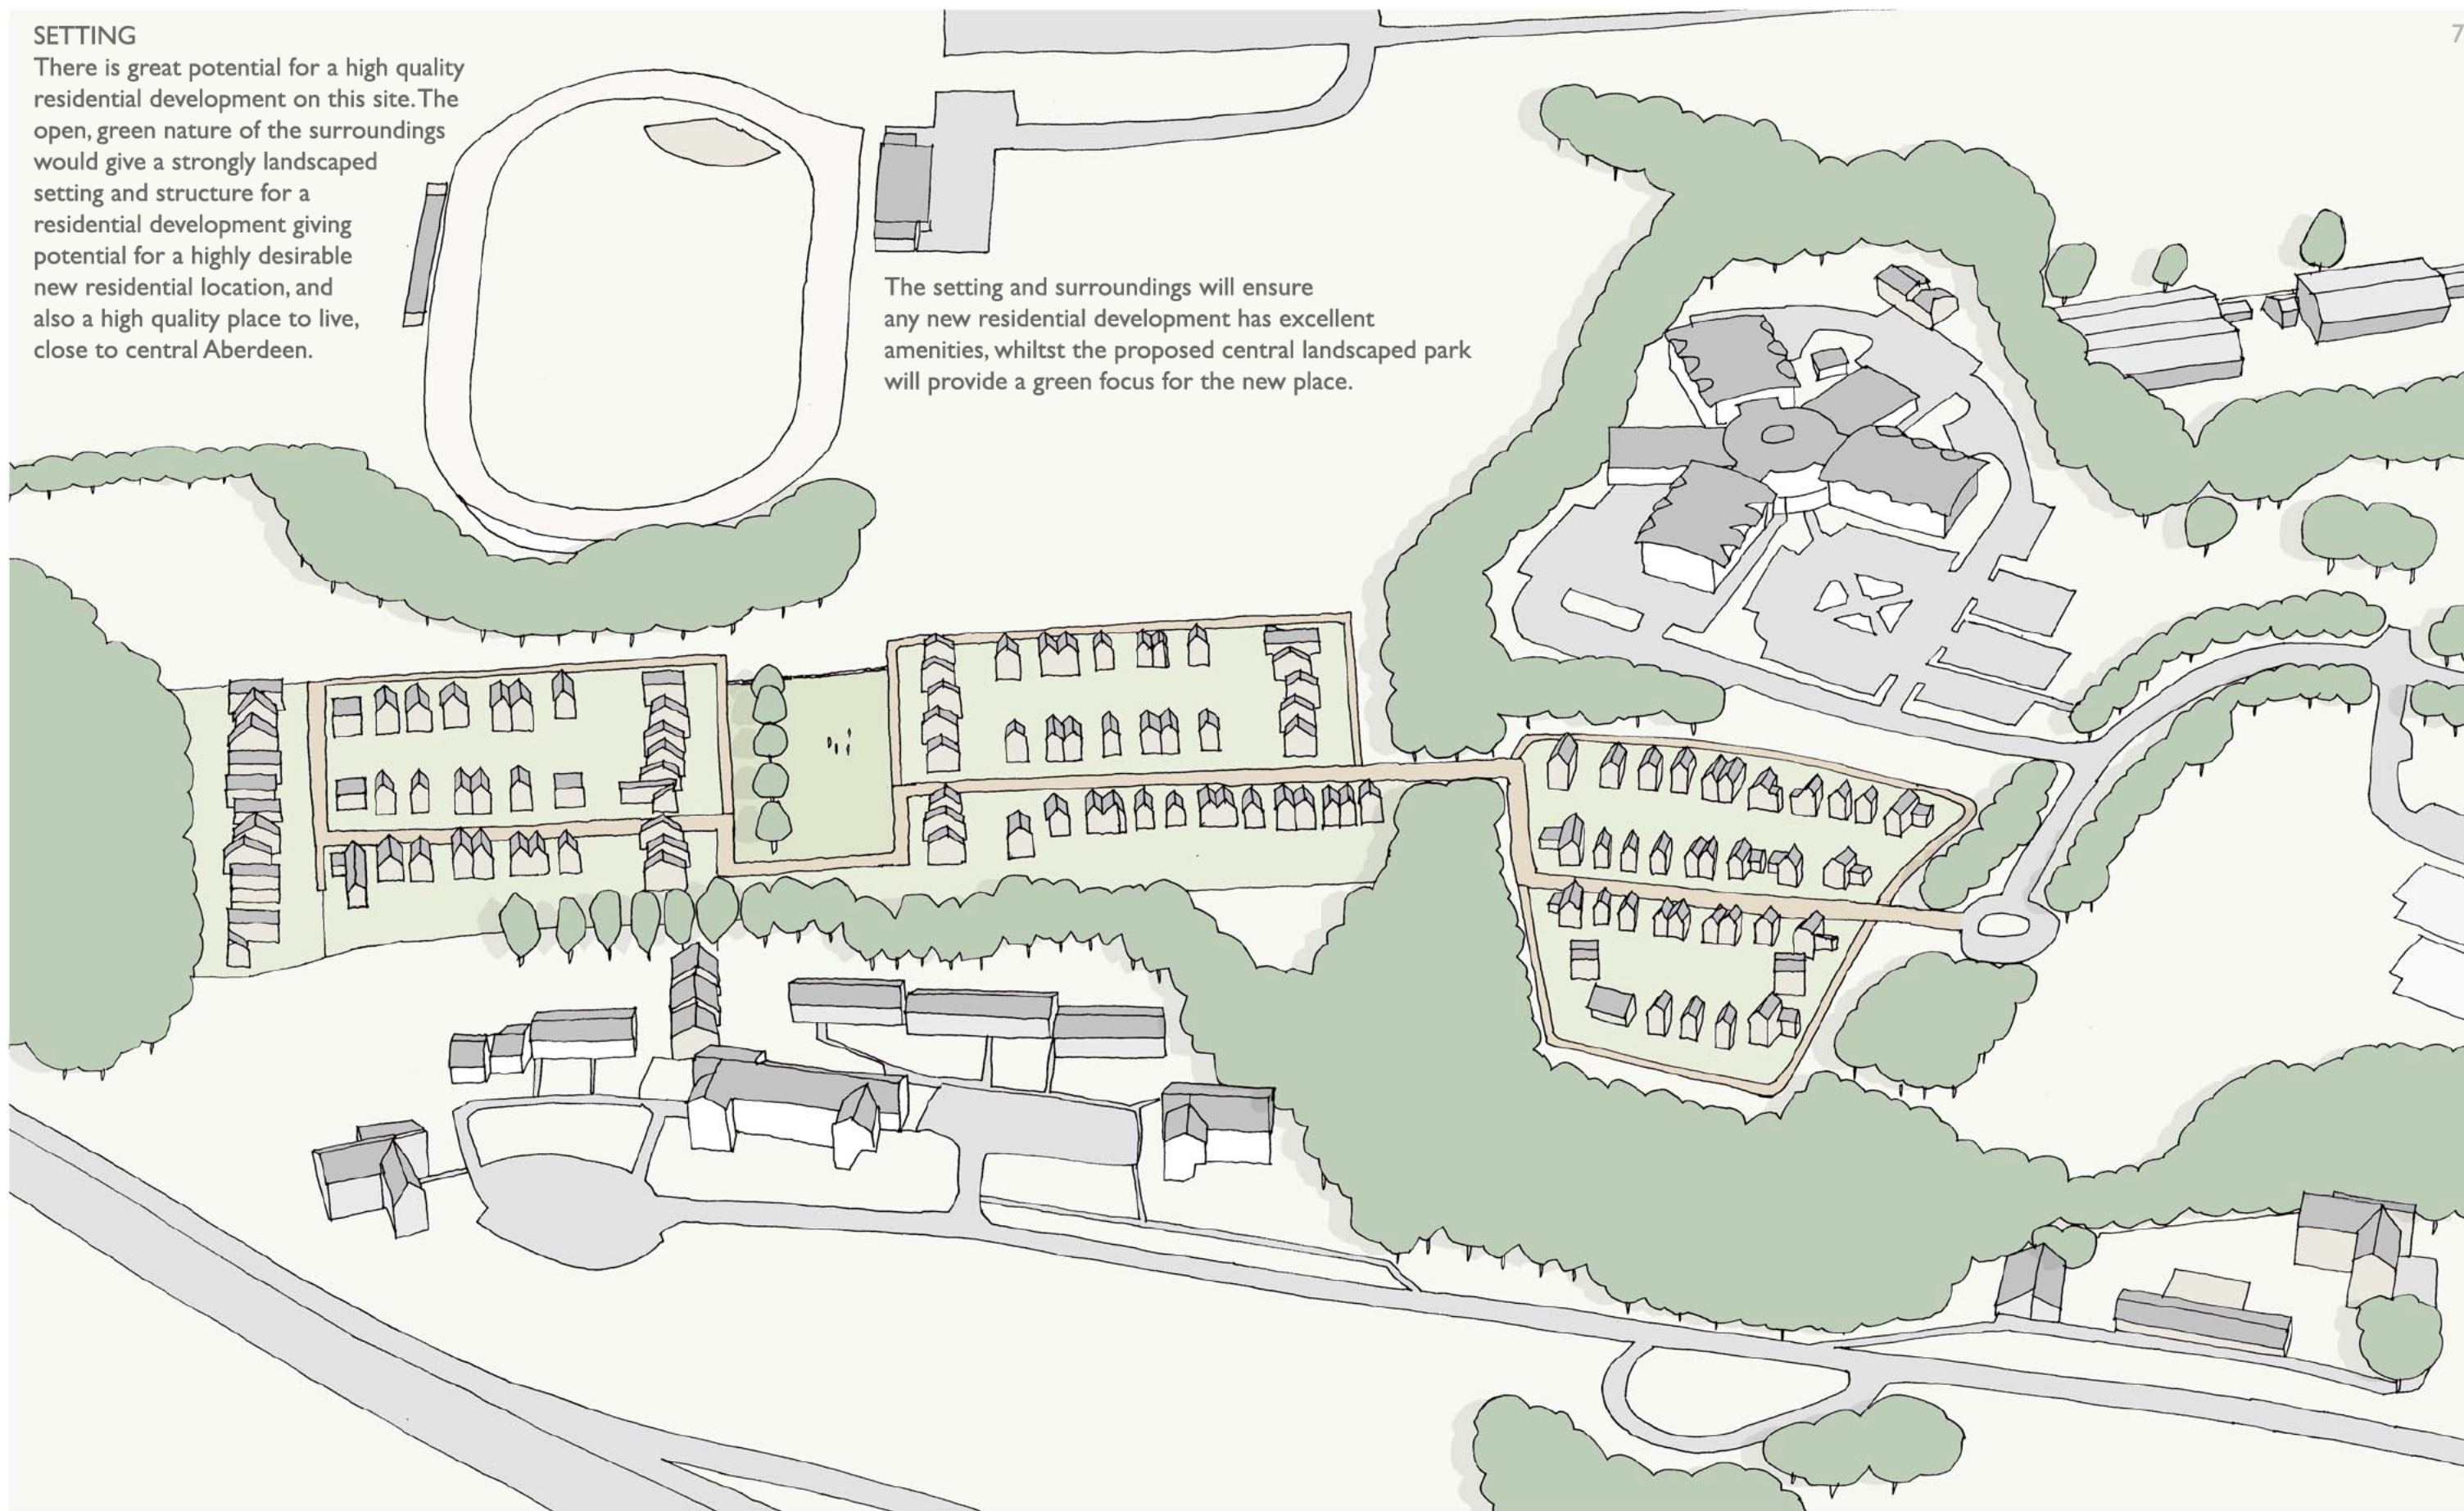 SETTING
There is great potential for a high quality
residential development on this site. The
open, green nature of the surroundings
would give a strongly landscaped
setting and structure for a
residential development giving
potential for a highly desirable
new residential location, and
also a high quality place to live,
close to central Aberdeen.
The setting and surroundings will ensure
any new residential development has excellent
amenities, whiltst the proposed central landscaped park
will provide a green focus for the new place.
7